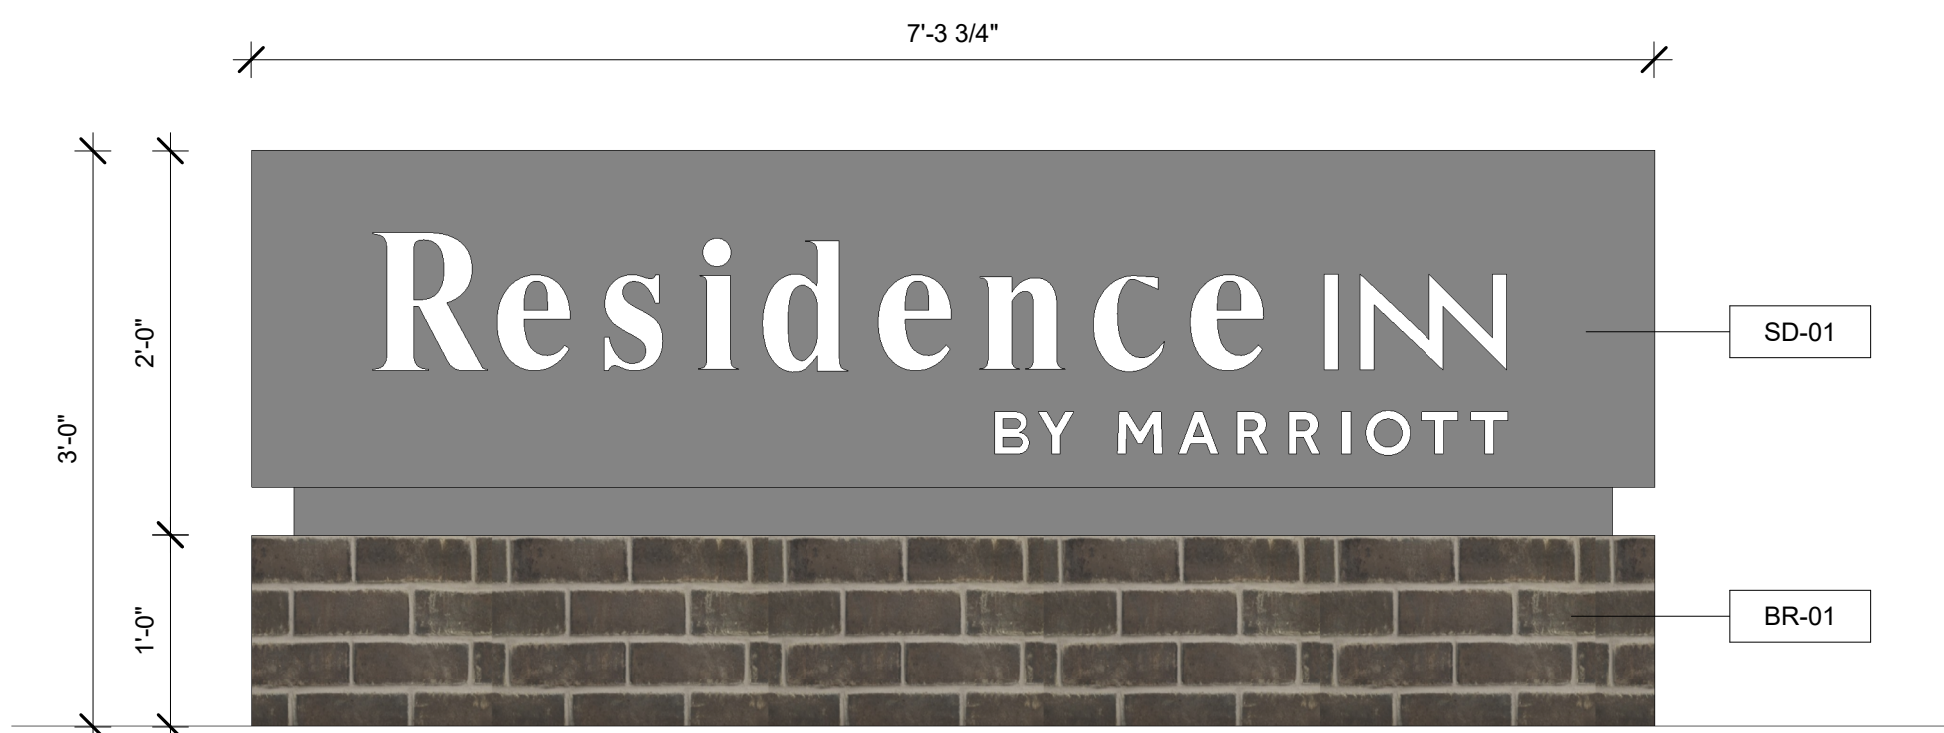 7'-3 3/4"
3'-0"
2'-0"
Residence INN
BY MARRIOTT
SD-01
1'-0"
BR-01